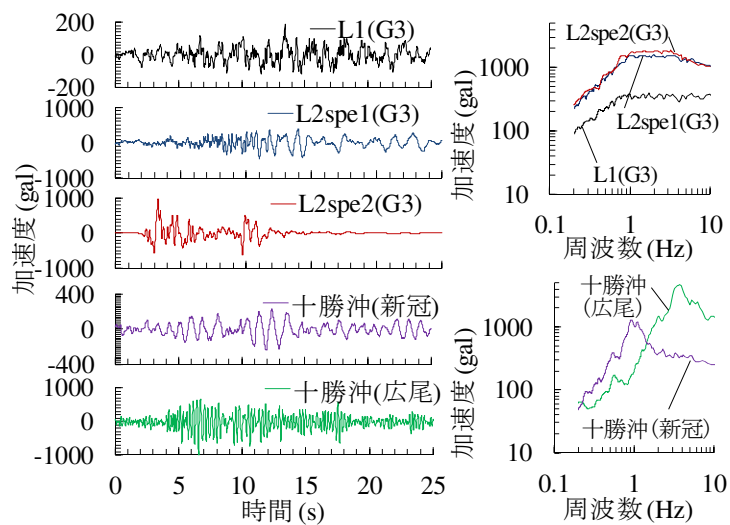 加速度 (gal)
200
0
-200
L1(G3)
1000
0
-1000
L2spe1(G3)
1000
0
-1000
L2spe2(G3)
400
0
-400
十勝沖(新冠)
1000
0
-1000
十勝沖(広尾)
0 5 10 15 20 25
時間 (s)
加速度 (gal)
1000
100
10
L2spe2(G3)
L2spe1(G3)
L1(G3)
0.1 1 10
周波数 (Hz)
加速度 (gal)
1000
100
10
十勝沖
(広尾)
十勝沖 (新冠)
0.1 1 10
周波数 (Hz)